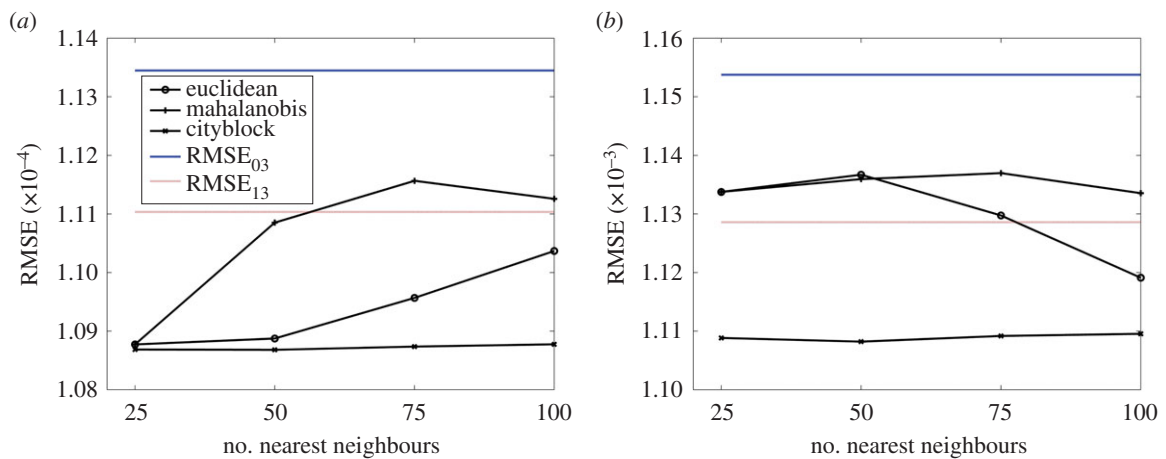 (a)
1.14
1.13
1.12
1.11
1.10
1.09
1.08
RMSE (×10⁻⁴)
euclidean
mahalanobis
cityblock
RMSE₀₃
RMSE₁₃
25 50 75 100
no. nearest neighbours
(b)
1.16
1.15
1.14
1.13
1.12
1.11
1.10
RMSE (×10⁻³)
25 50 75 100
no. nearest neighbours